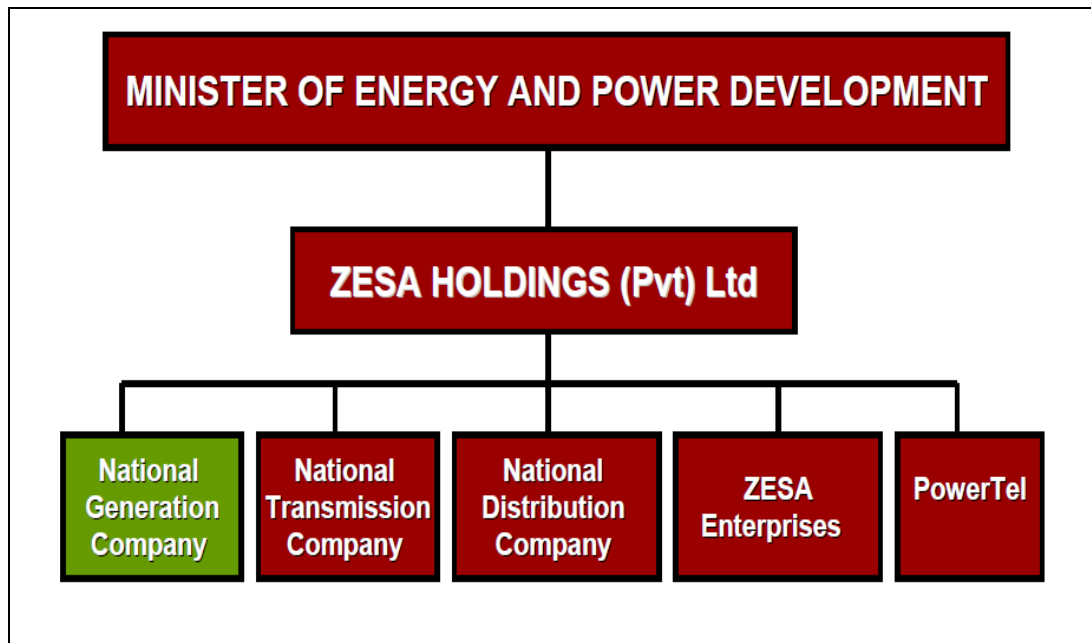 MINISTER OF ENERGY AND POWER DEVELOPMENT
ZESA HOLDINGS (Pvt) Ltd
National
Generation
Company
National
Transmission
Company
National
Distribution
Company
ZESA
Enterprises
PowerTel